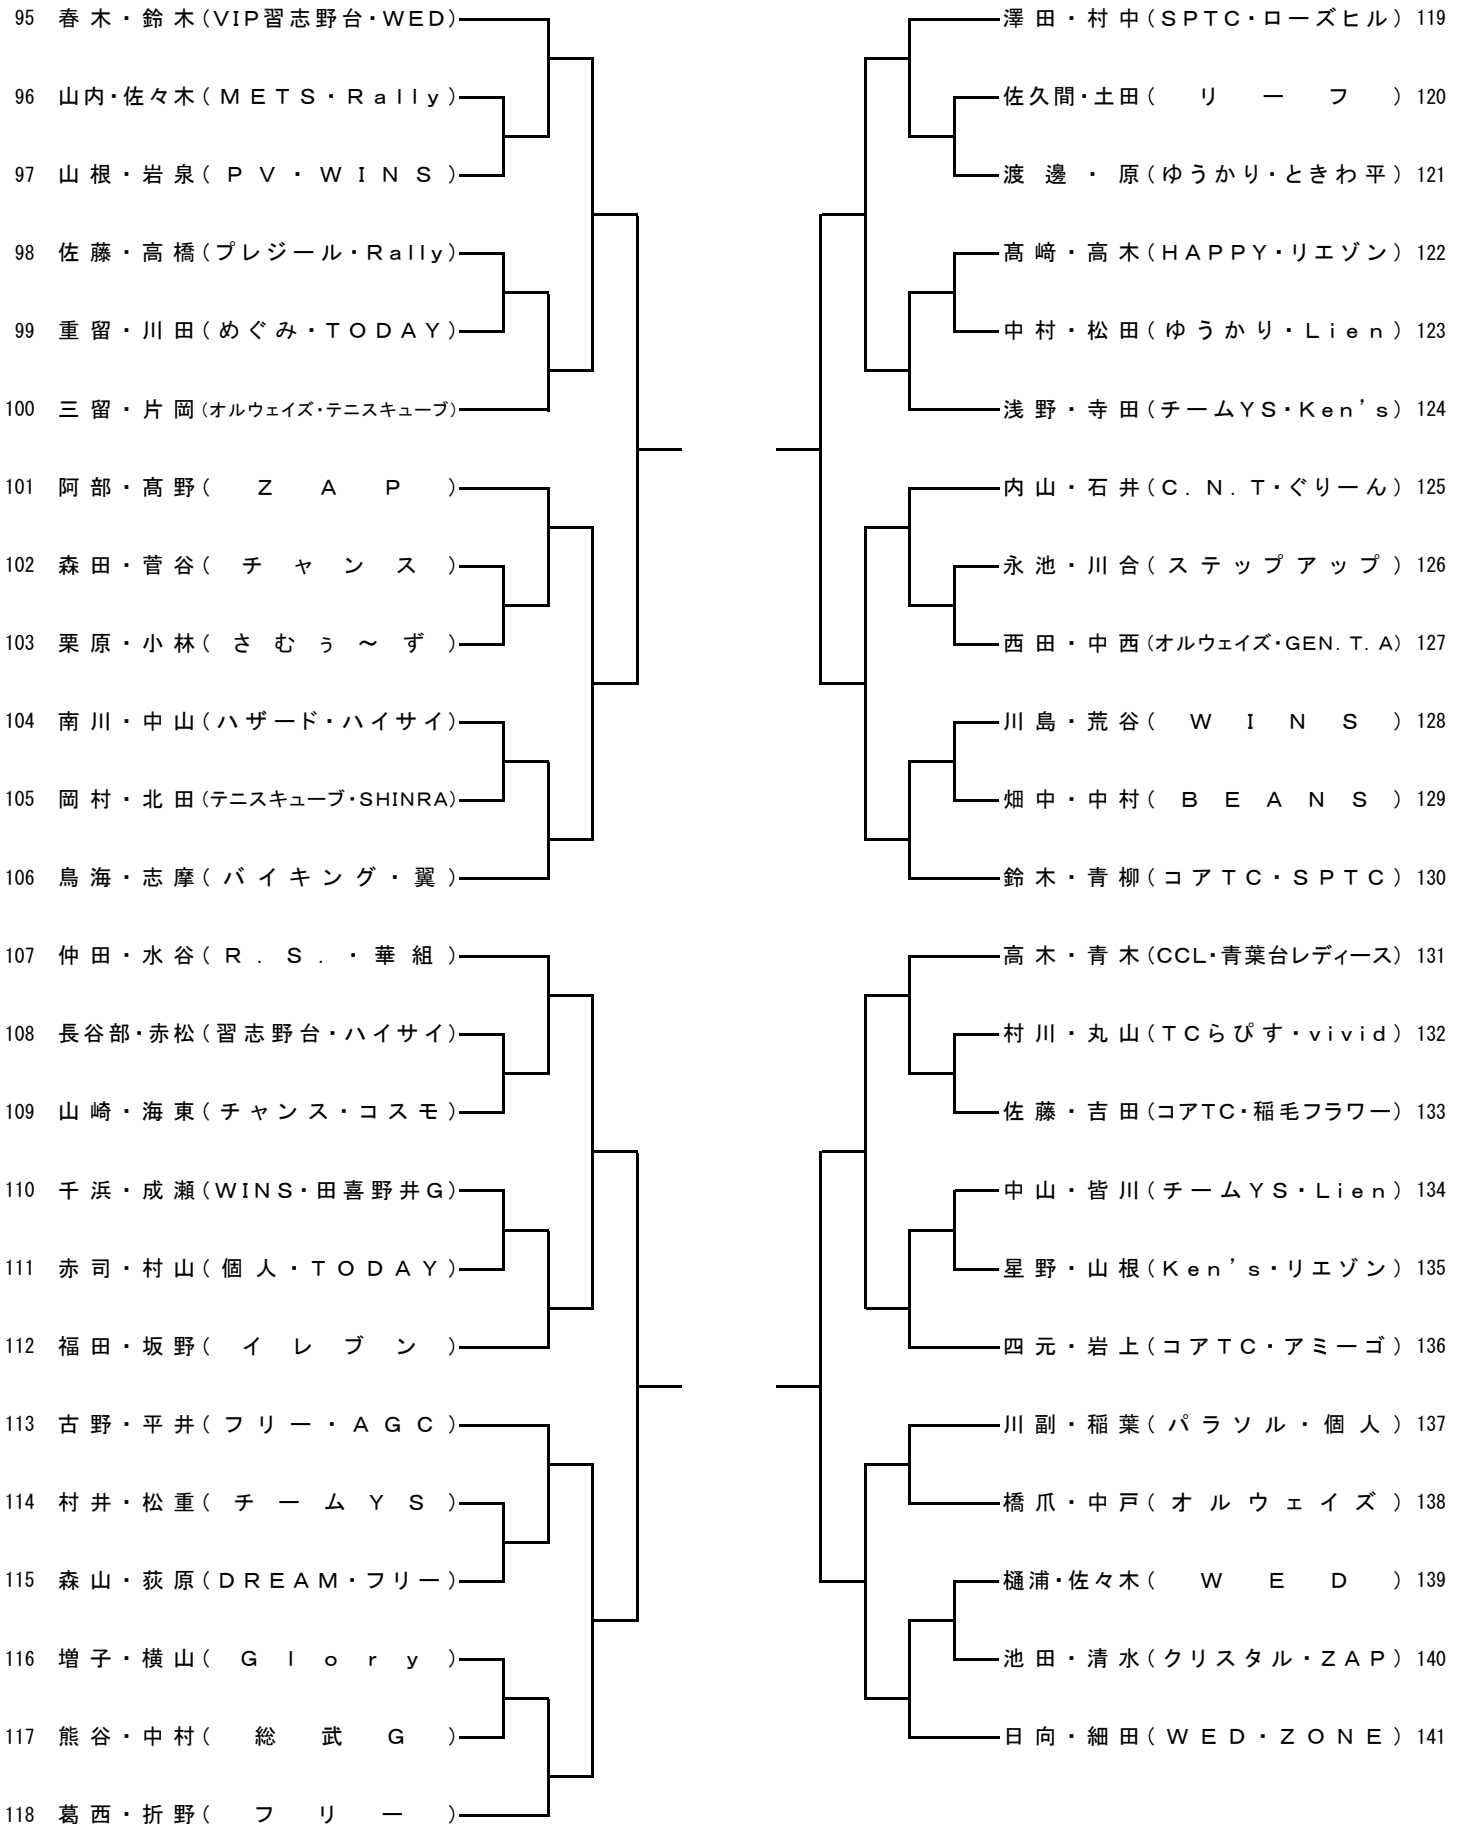 95 春木・鈴木(VIP習志野台・WED)
96 山内・佐々木(METS・Rally)
97 山根・岩泉(PV・WINS)
98 佐藤・高橋(プレジール・Rally)
99 重留・川田(めぐみ・TODAY)
100 三留・片岡(オルウェイズ・テニスキューブ)
101 阿部・髙野(ZAP)
102 森田・菅谷(チャンス)
103 栗原・小林(さむぅ～ず)
104 南川・中山(ハザード・ハイサイ)
105 岡村・北田(テニスキューブ・SHINRA)
106 鳥海・志摩(バイキング・翼)
107 仲田・水谷(R.S.・華組)
108 長谷部・赤松(習志野台・ハイサイ)
109 山崎・海東(チャンス・コスモ)
110 千浜・成瀬(WINS・田喜野井G)
111 赤司・村山(個人・TODAY)
112 福田・坂野(イレブン)
113 古野・平井(フリー・AGC)
114 村井・松重(チームYS)
115 森山・荻原(DREAM・フリー)
116 増子・横山(Glory)
117 熊谷・中村(総武G)
118 葛西・折野(フリー)
澤田・村中(SPTC・ローズヒル) 119
佐久間・土田(リーフ) 120
渡邊・原(ゆうかり・ときわ平) 121
髙﨑・高木(HAPPY・リエゾン) 122
中村・松田(ゆうかり・Lien) 123
浅野・寺田(チームYS・Ken's) 124
内山・石井(C.N.T・ぐりーん) 125
永池・川合(ステップアップ) 126
西田・中西(オルウェイズ・GEN.T.A) 127
川島・荒谷(WINS) 128
畑中・中村(BEANS) 129
鈴木・青柳(コアTC・SPTC) 130
高木・青木(CCL・青葉台レディース) 131
村川・丸山(TCらぴす・vivid) 132
佐藤・吉田(コアTC・稲毛フラワー) 133
中山・皆川(チームYS・Lien) 134
星野・山根(Ken's・リエゾン) 135
四元・岩上(コアTC・アミーゴ) 136
川副・稲葉(パラソル・個人) 137
橋爪・中戸(オルウェイズ) 138
樋浦・佐々木(WED) 139
池田・清水(クリスタル・ZAP) 140
日向・細田(WED・ZONE) 141